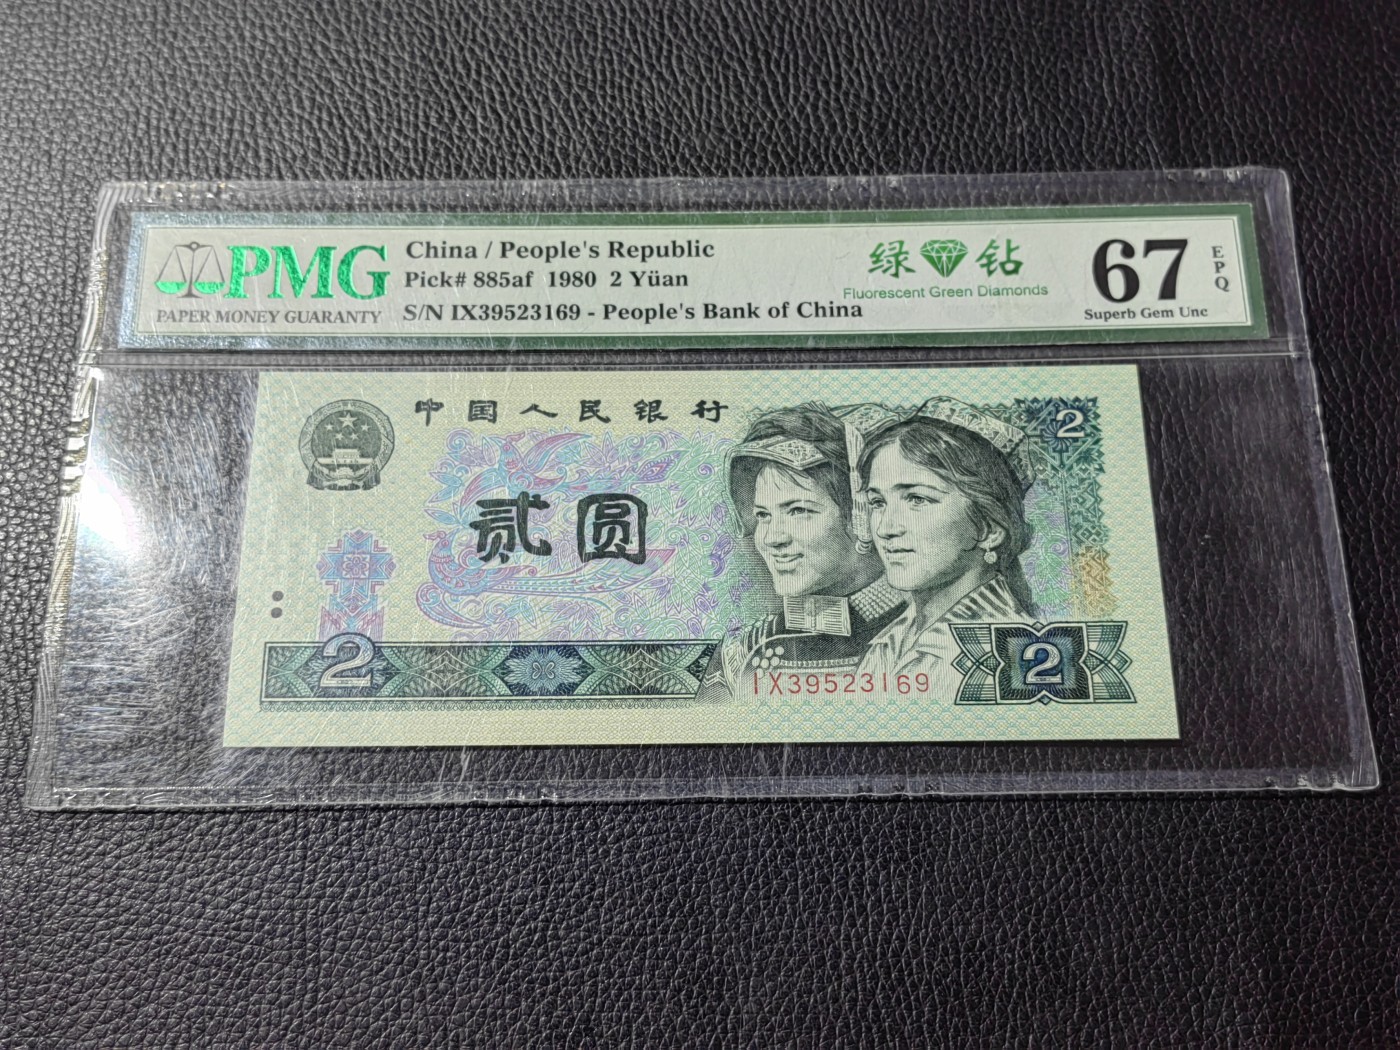 PMG
PAPER MONEY GUARANTY
China / People's Republic
Pick# 885af 1980 2 Yüan
S/N IX39523169 - People's Bank of China
绿 钻
Fluorescent Green Diamonds
67
Superb Gem Unc
EPQ
中国人民银行
2
贰圆
2
IX39523169
2